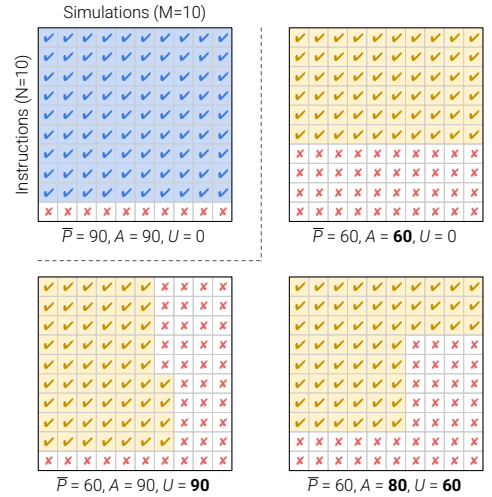 Simulations (M=10)
Instructions (N=10)
P̅ = 90, A = 90, U = 0
P̅ = 60, A = 60, U = 0
P̅ = 60, A = 90, U = 90
P̅ = 60, A = 80, U = 60